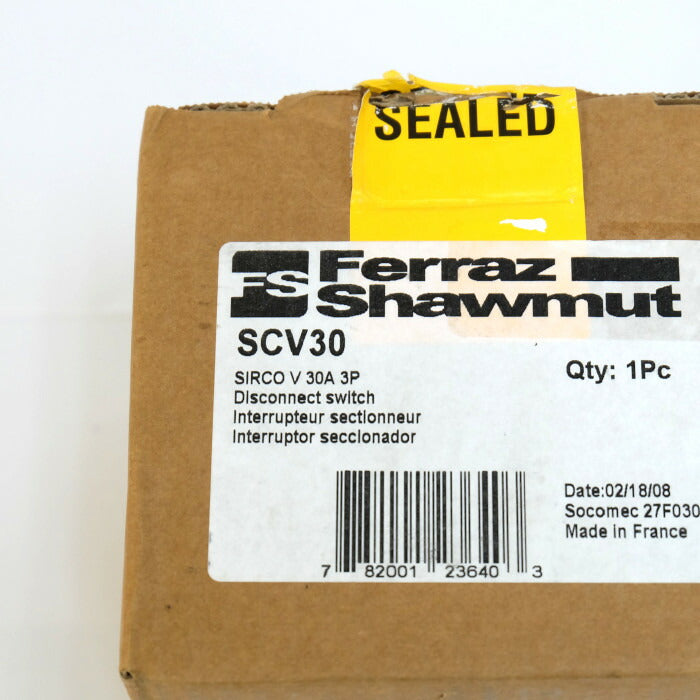 SEALED
FS Ferraz
Shawmut
SCV30
SIRCO V 30A 3P
Disconnect switch
Interrupteur sectionneur
Interruptor seccionador
Qty: 1Pc
Date:02/18/08
Socomec 27F030
Made in France
7 82001 23640 3